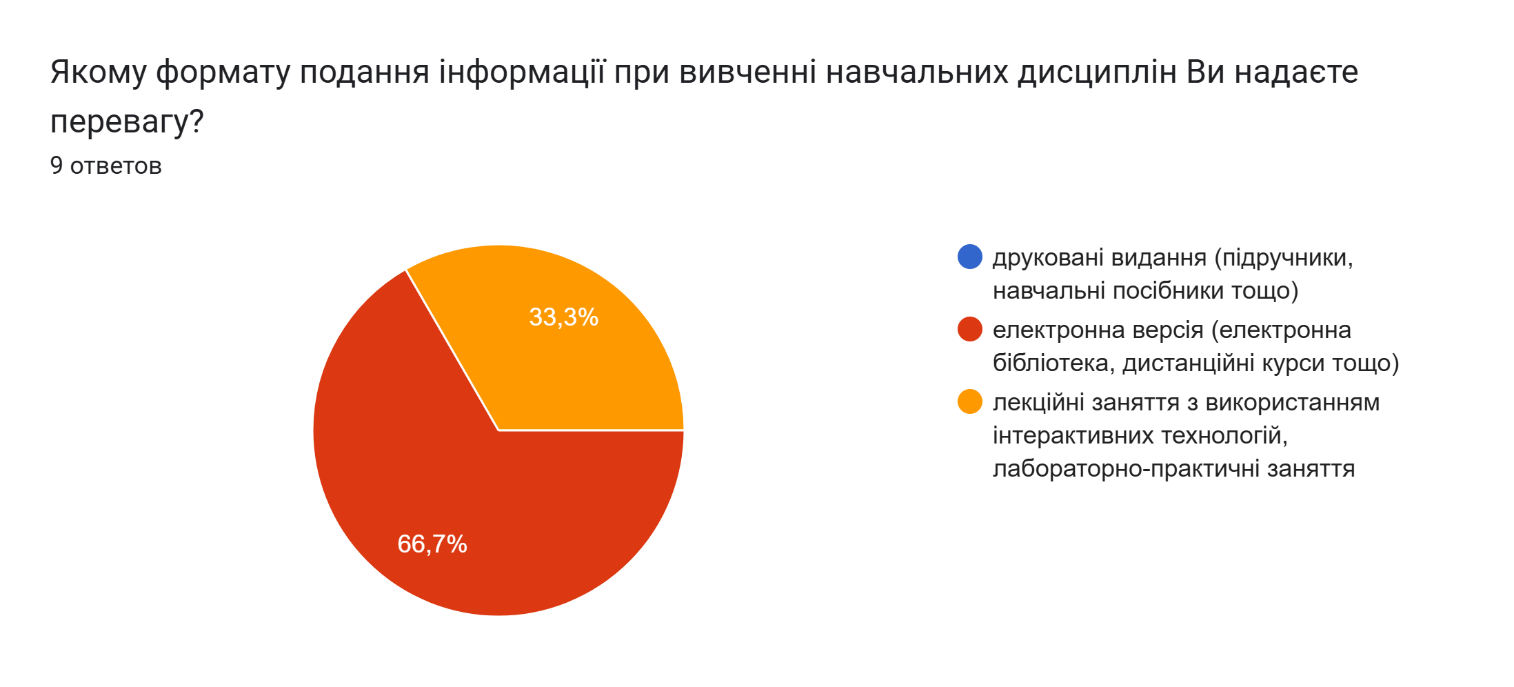 Якому формату подання інформації при вивченні навчальних дисциплін Ви надаєте
перевагу?
9 ответов
33,3%
66,7%
друковані видання (підручники,
навчальні посібники тощо)
електронна версія (електронна
бібліотека, дистанційні курси тощо)
лекційні заняття з використанням
інтерактивних технологій,
лабораторно-практичні заняття